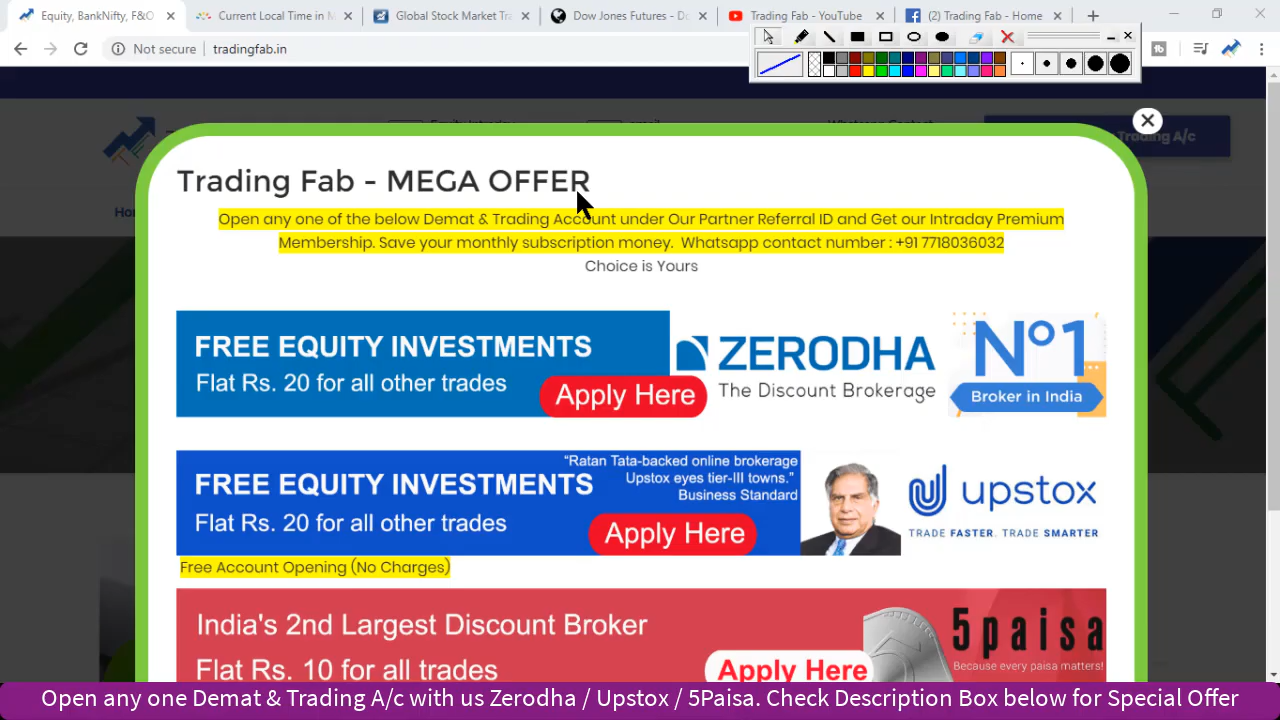 Equity, BankNifty, F&O
Current Local Time in M
Global Stock Market Tra
Dow Jones Futures - Do
Trading Fab - YouTube
(2) Trading Fab - Home
Not secure
tradingfab.in
Trading A/c
Trading Fab - MEGA OFFER
Open any one of the below Demat & Trading Account under Our Partner Referral ID and Get our Intraday Premium
Membership. Save your monthly subscription money. Whatsapp contact number : +91 7718036032
Choice is Yours
FREE EQUITY INVESTMENTS
Flat Rs. 20 for all other trades
Apply Here
ZERODHA
The Discount Brokerage
Nº1
Broker in India
FREE EQUITY INVESTMENTS
Flat Rs. 20 for all other trades
"Ratan Tata-backed online brokerage
Upstox eyes tier-III towns."
Business Standard
Apply Here
upstox
TRADE FASTER. TRADE SMARTER
Free Account Opening (No Charges)
India's 2nd Largest Discount Broker
Flat Rs. 10 for all trades
Apply Here
5paisa
Because every paisa matters!
Open any one Demat & Trading A/c with us Zerodha / Upstox / 5Paisa. Check Description Box below for Special Offer